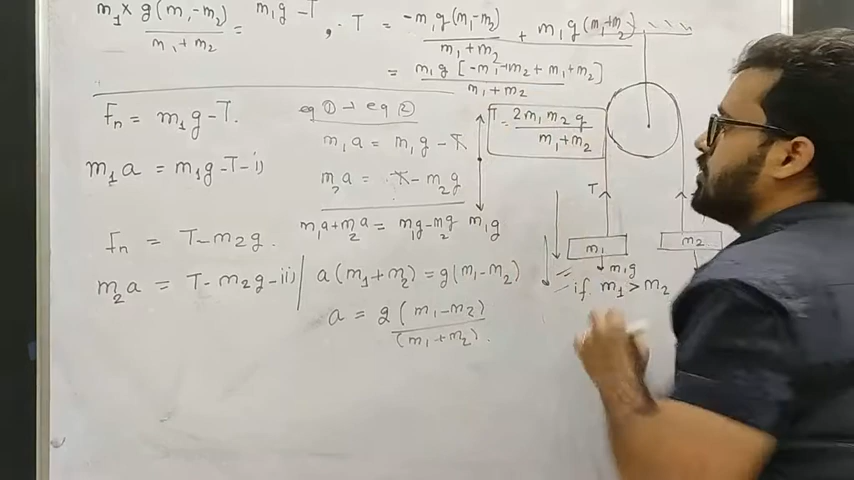 m₁ × g(m₁-m₂)/m₁+m₂ = m₁g - T , ∴ T = -m₁g(m₁-m₂)/m₁+m₂ + m₁g(m₁+m₂)
= m₁g [-m₁+m₂+m₁+m₂]/m₁+m₂
Fn = m₁g - T.
m₁a = m₁g - T - i)
Fn = T - m₂g.
m₂a = T - m₂g - ii)
eq ① → eq ②
m₁a = m₁g - T
m₂a = T - m₂g
m₁a + m₂a = m₁g - m₂g
a(m₁+m₂) = g(m₁-m₂)
a = g(m₁-m₂)/(m₁+m₂).
T = 2m₁m₂g/m₁+m₂
m₁g
T
m₁
m₂
m₁g
if m₁ > m₂